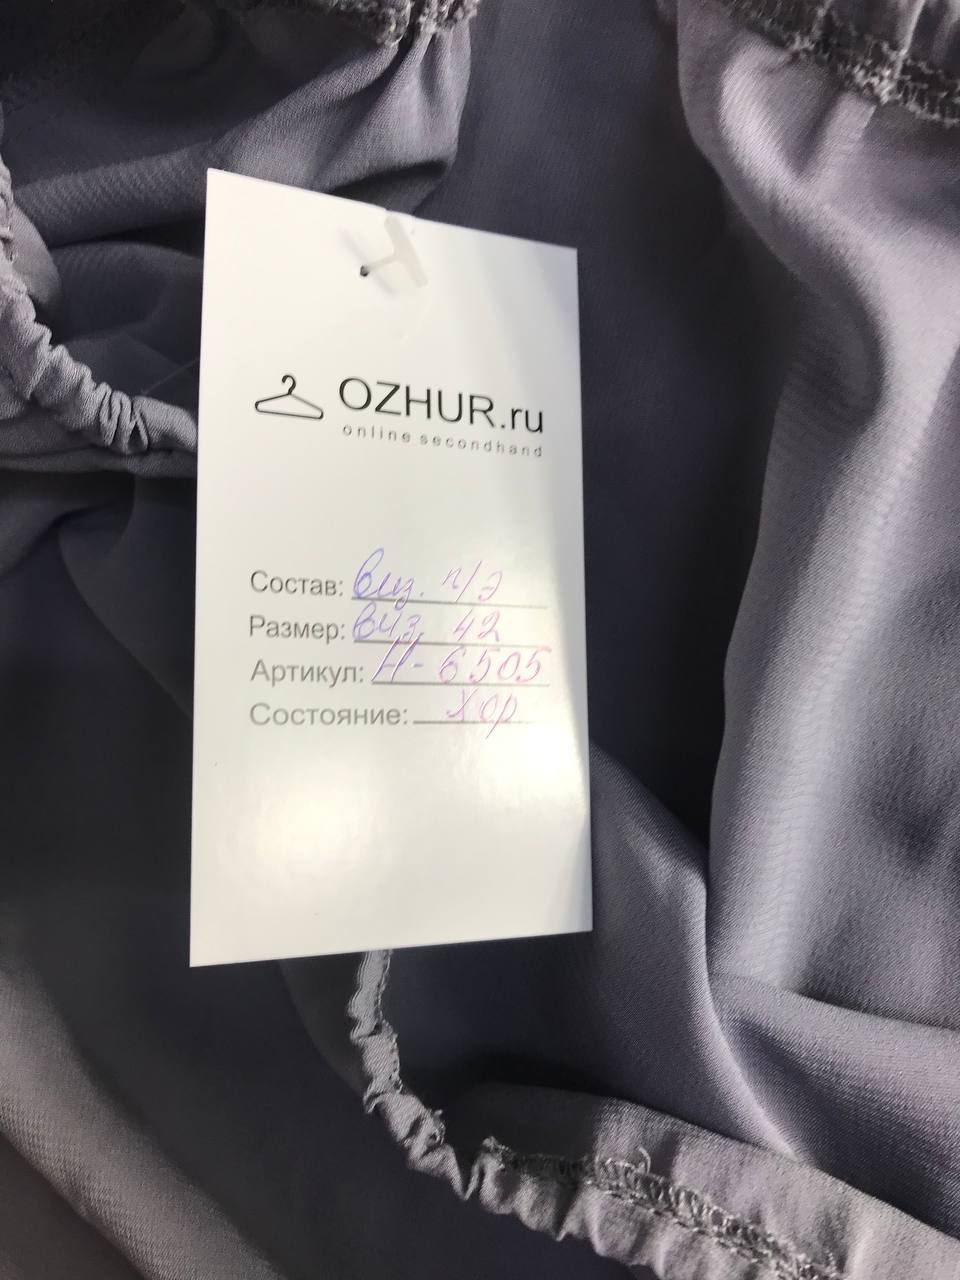 OZHUR.ru
online secondhand
Состав: виз. п/э
Размер: виз. 42
Артикул: Н-6505
Состояние: хор